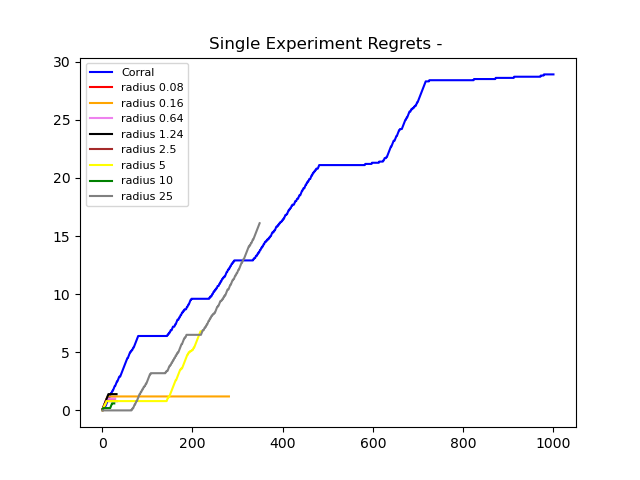 Single Experiment Regrets -
30
25
20
15
10
5
0
Corral
radius 0.08
radius 0.16
radius 0.64
radius 1.24
radius 2.5
radius 5
radius 10
radius 25
0 200 400 600 800 1000